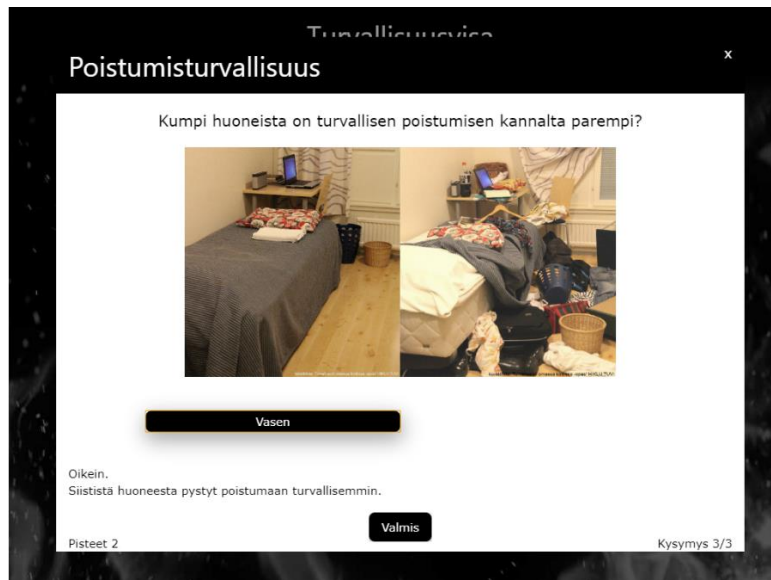 Turvallisuusvisa
Poistumisturvallisuus
x
Kumpi huoneista on turvallisen poistumisen kannalta parempi?
Vasen
Oikein.
Siististä huoneesta pystyt poistumaan turvallisemmin.
Valmis
Pisteet 2
Kysymys 3/3